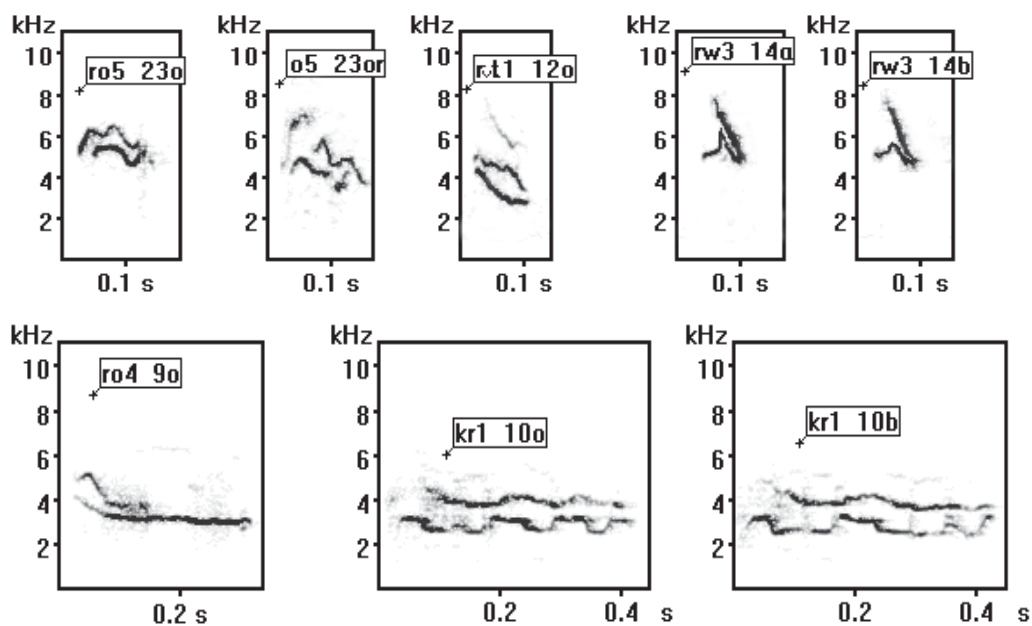 kHz kHz kHz kHz
10 10 10 10 10
ro5 23o o5 23or 12o rw3 14a rw3 14b
8 8 8 8 8
6 6 6 6 6
4 4 4 4 4
2 2 2 2 2
0.1 s 0.1 s 0.1 s 0.1 s 0.1 s
kHz kHz kHz
10 10 10
ro4 9o kr1 10o kr1 10b
8 8 8
6 6 6
4 4 4
2 2 2
0.2 s 0.2 0.4 0.2 0.4 s